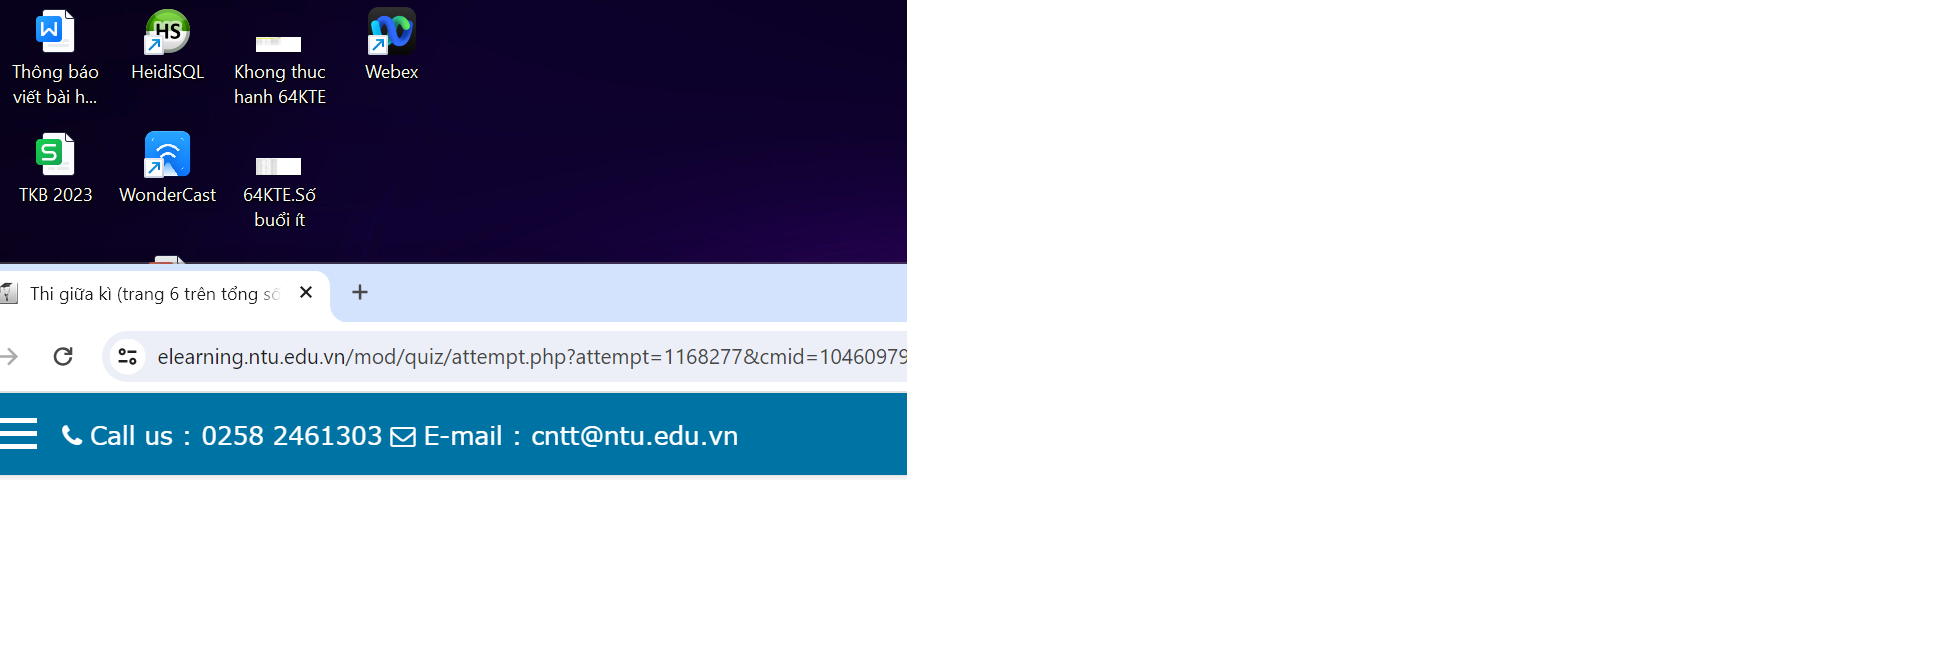 Thông báo
viết bài h...
HeidiSQL
Khong thuc
hanh 64KTE
Webex
TKB 2023
WonderCast
64KTE.Số
buổi ít
Thi giữa kì (trang 6 trên tổng số
elearning.ntu.edu.vn/mod/quiz/attempt.php?attempt=1168277&cmid=10460979
Call us : 0258 2461303 E-mail : cntt@ntu.edu.vn